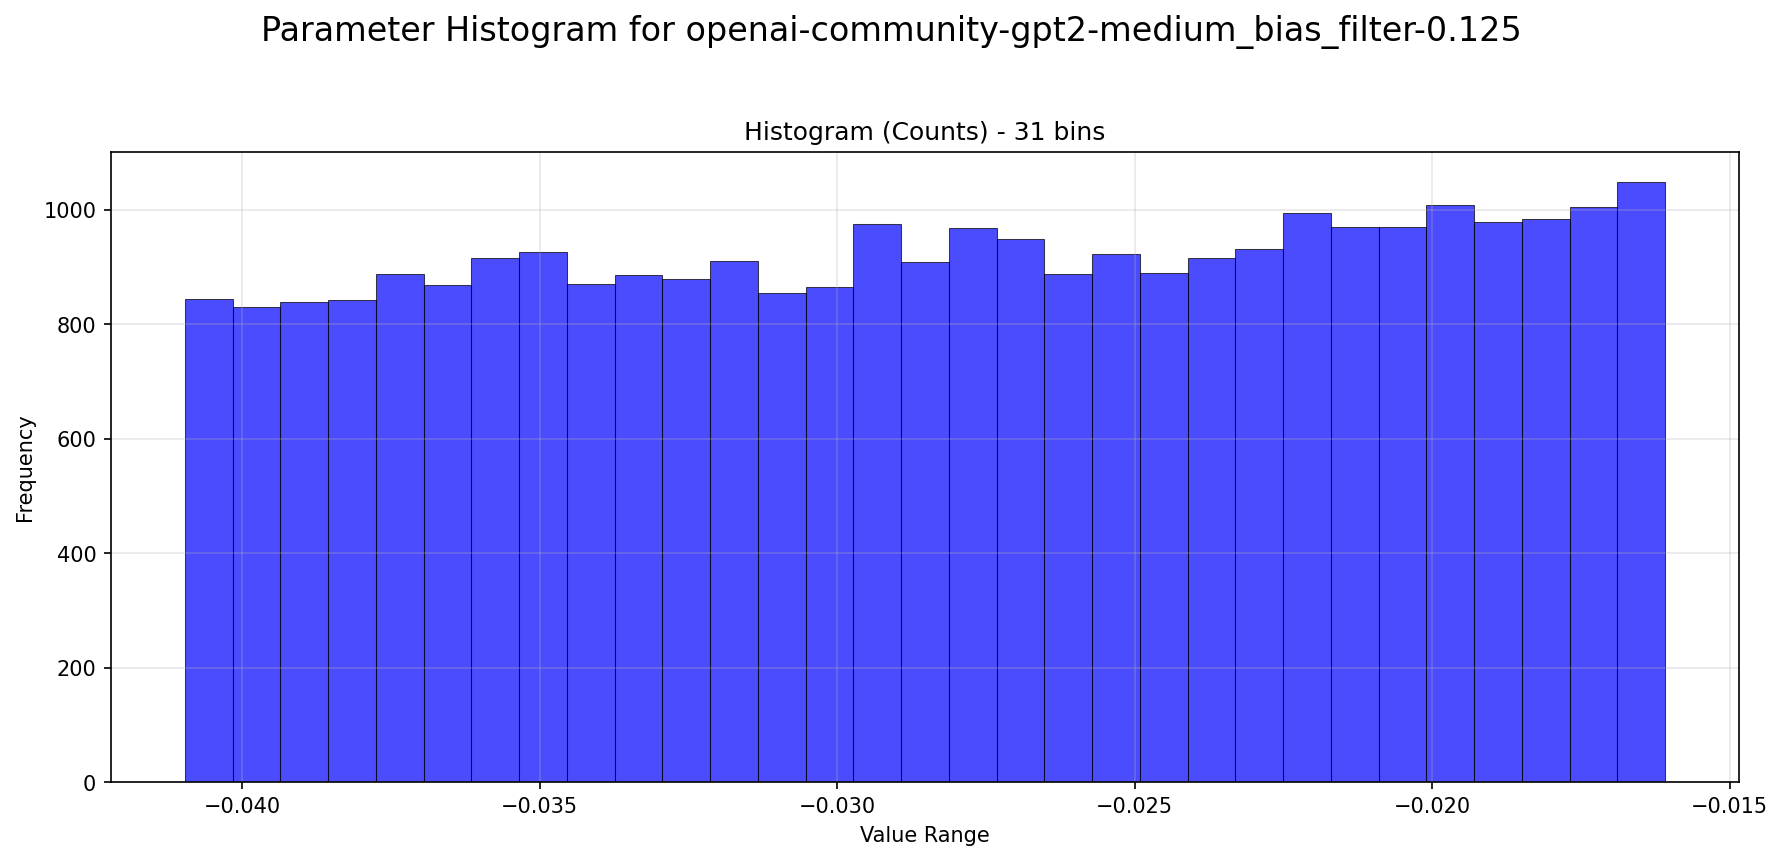 Parameter Histogram for openai-community-gpt2-medium_bias_filter-0.125
Histogram (Counts) - 31 bins
1000
800
600
400
200
0
Frequency
−0.040 −0.035 −0.030 −0.025 −0.020 −0.015
Value Range